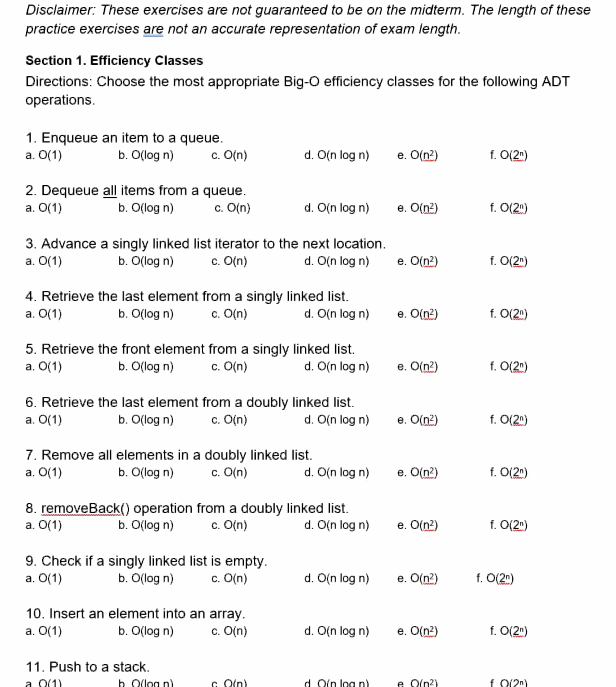 Disclaimer: These exercises are not guaranteed to be on the midterm. The length of these
practice exercises are not an accurate representation of exam length.
Section 1. Efficiency Classes
Directions: Choose the most appropriate Big-O efficiency classes for the following ADT
operations.
1. Enqueue an item to a queue.
a. O(1) b. O(log n) c. O(n) d. O(n log n) e. O(n²) f. O(2ⁿ)
2. Dequeue all items from a queue.
a. O(1) b. O(log n) c. O(n) d. O(n log n) e. O(n²) f. O(2ⁿ)
3. Advance a singly linked list iterator to the next location.
a. O(1) b. O(log n) c. O(n) d. O(n log n) e. O(n²) f. O(2ⁿ)
4. Retrieve the last element from a singly linked list.
a. O(1) b. O(log n) c. O(n) d. O(n log n) e. O(n²) f. O(2ⁿ)
5. Retrieve the front element from a singly linked list.
a. O(1) b. O(log n) c. O(n) d. O(n log n) e. O(n²) f. O(2ⁿ)
6. Retrieve the last element from a doubly linked list.
a. O(1) b. O(log n) c. O(n) d. O(n log n) e. O(n²) f. O(2ⁿ)
7. Remove all elements in a doubly linked list.
a. O(1) b. O(log n) c. O(n) d. O(n log n) e. O(n²) f. O(2ⁿ)
8. removeBack() operation from a doubly linked list.
a. O(1) b. O(log n) c. O(n) d. O(n log n) e. O(n²) f. O(2ⁿ)
9. Check if a singly linked list is empty.
a. O(1) b. O(log n) c. O(n) d. O(n log n) e. O(n²) f. O(2ⁿ)
10. Insert an element into an array.
a. O(1) b. O(log n) c. O(n) d. O(n log n) e. O(n²) f. O(2ⁿ)
11. Push to a stack.
a. O(1) b. O(log n) c. O(n) d. O(n log n) e. O(n²) f. O(2ⁿ)